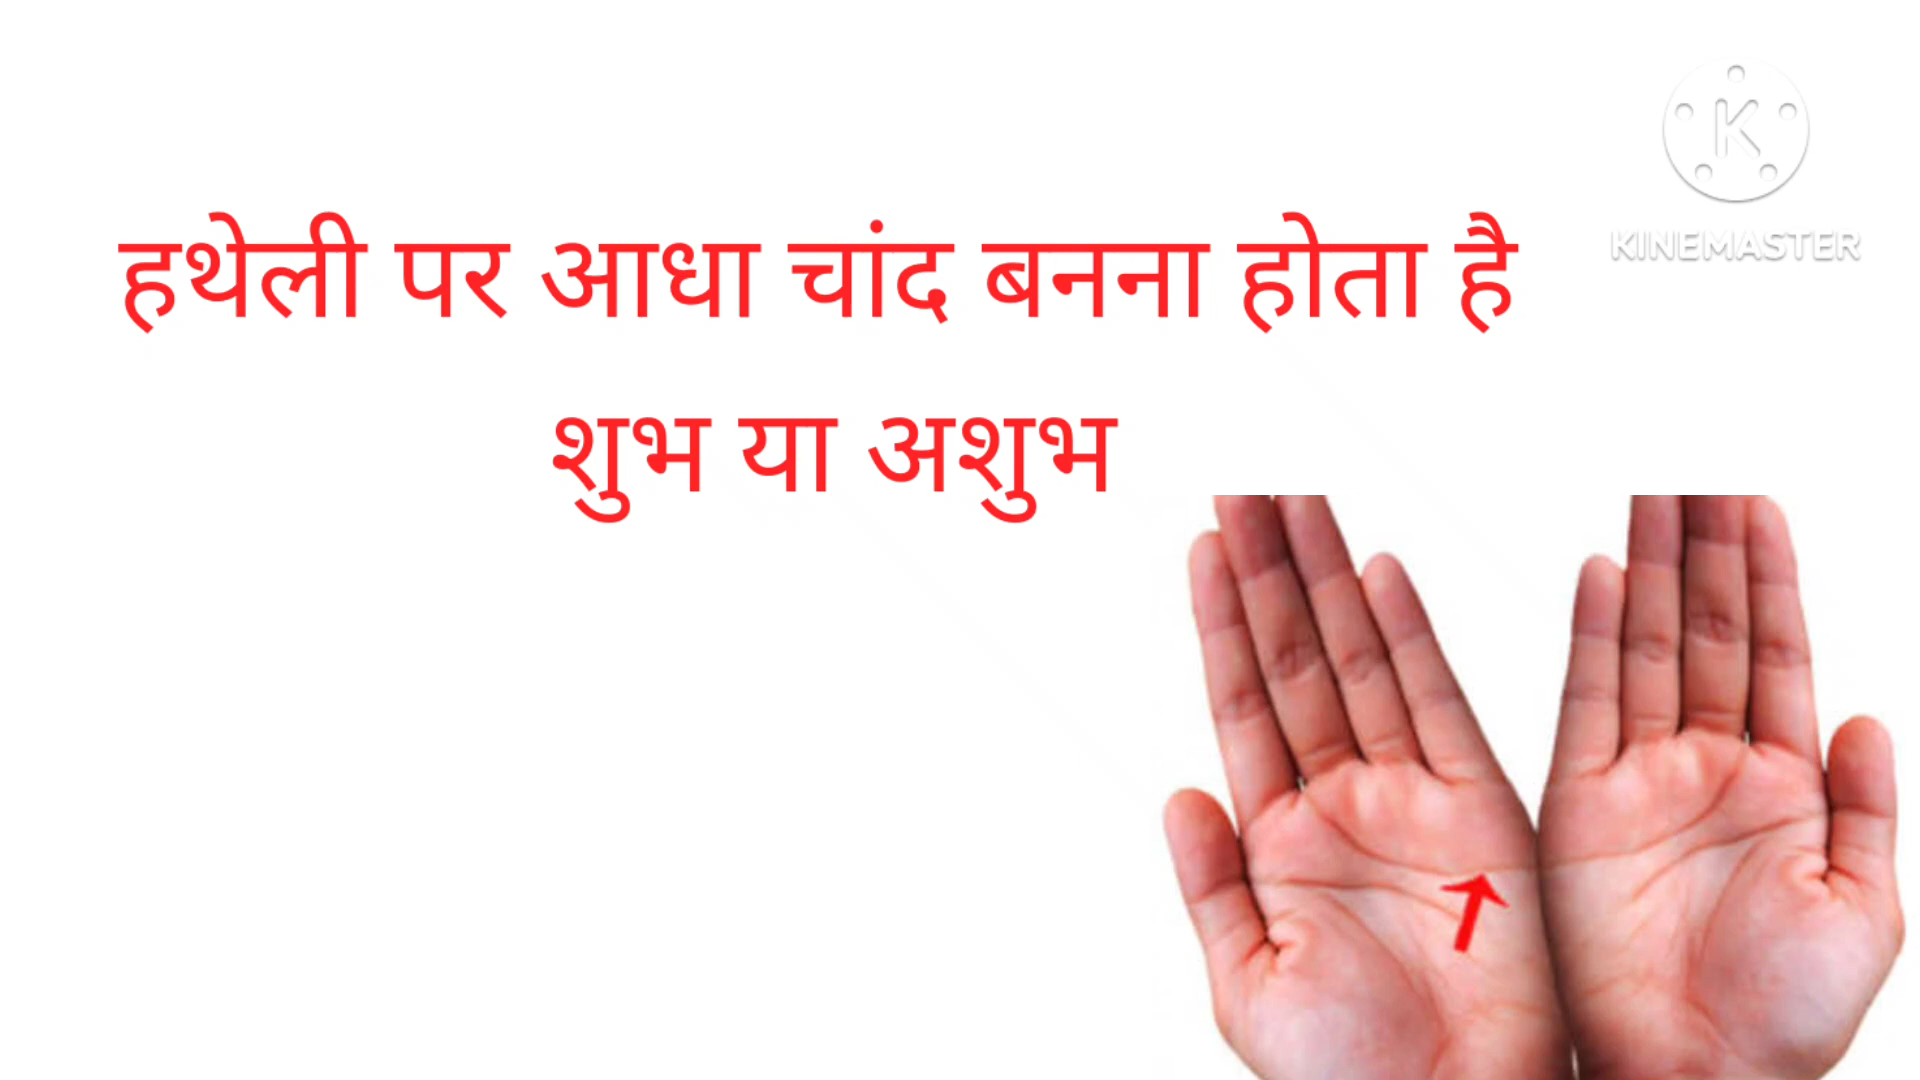 हथेली पर आधा चांद बनना होता है
शुभ या अशुभ
K
KINEMASTER